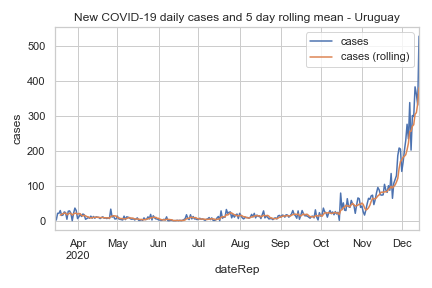 New COVID-19 daily cases and 5 day rolling mean - Uruguay
cases
cases (rolling)
500
400
300
200
100
0
cases
Apr
2020
May
Jun
Jul
Aug
Sep
Oct
Nov
Dec
dateRep